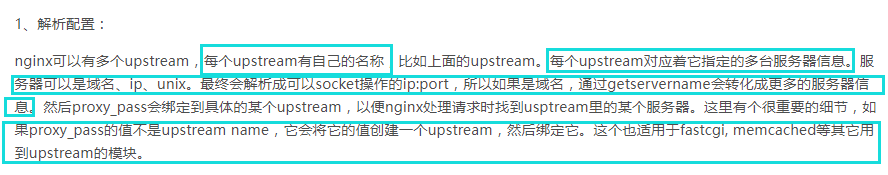 1、解析配置：
nginx可以有多个upstream，每个upstream有自己的名称 比如上面的upstream。每个upstream对应着它指定的多台服务器信息。服
务器可以是域名、ip、unix。最终会解析成可以socket操作的ip:port，所以如果是域名，通过getservername会转化成更多的服务器信
息。然后proxy_pass会绑定到具体的某个upstream，以便nginx处理请求时找到usptream里的某个服务器。这里有个很重要的细节，如
果proxy_pass的值不是upstream name，它会将它的值创建一个upstream，然后绑定它。这个也适用于fastcgi, memcached等其它用
到upstream的模块。